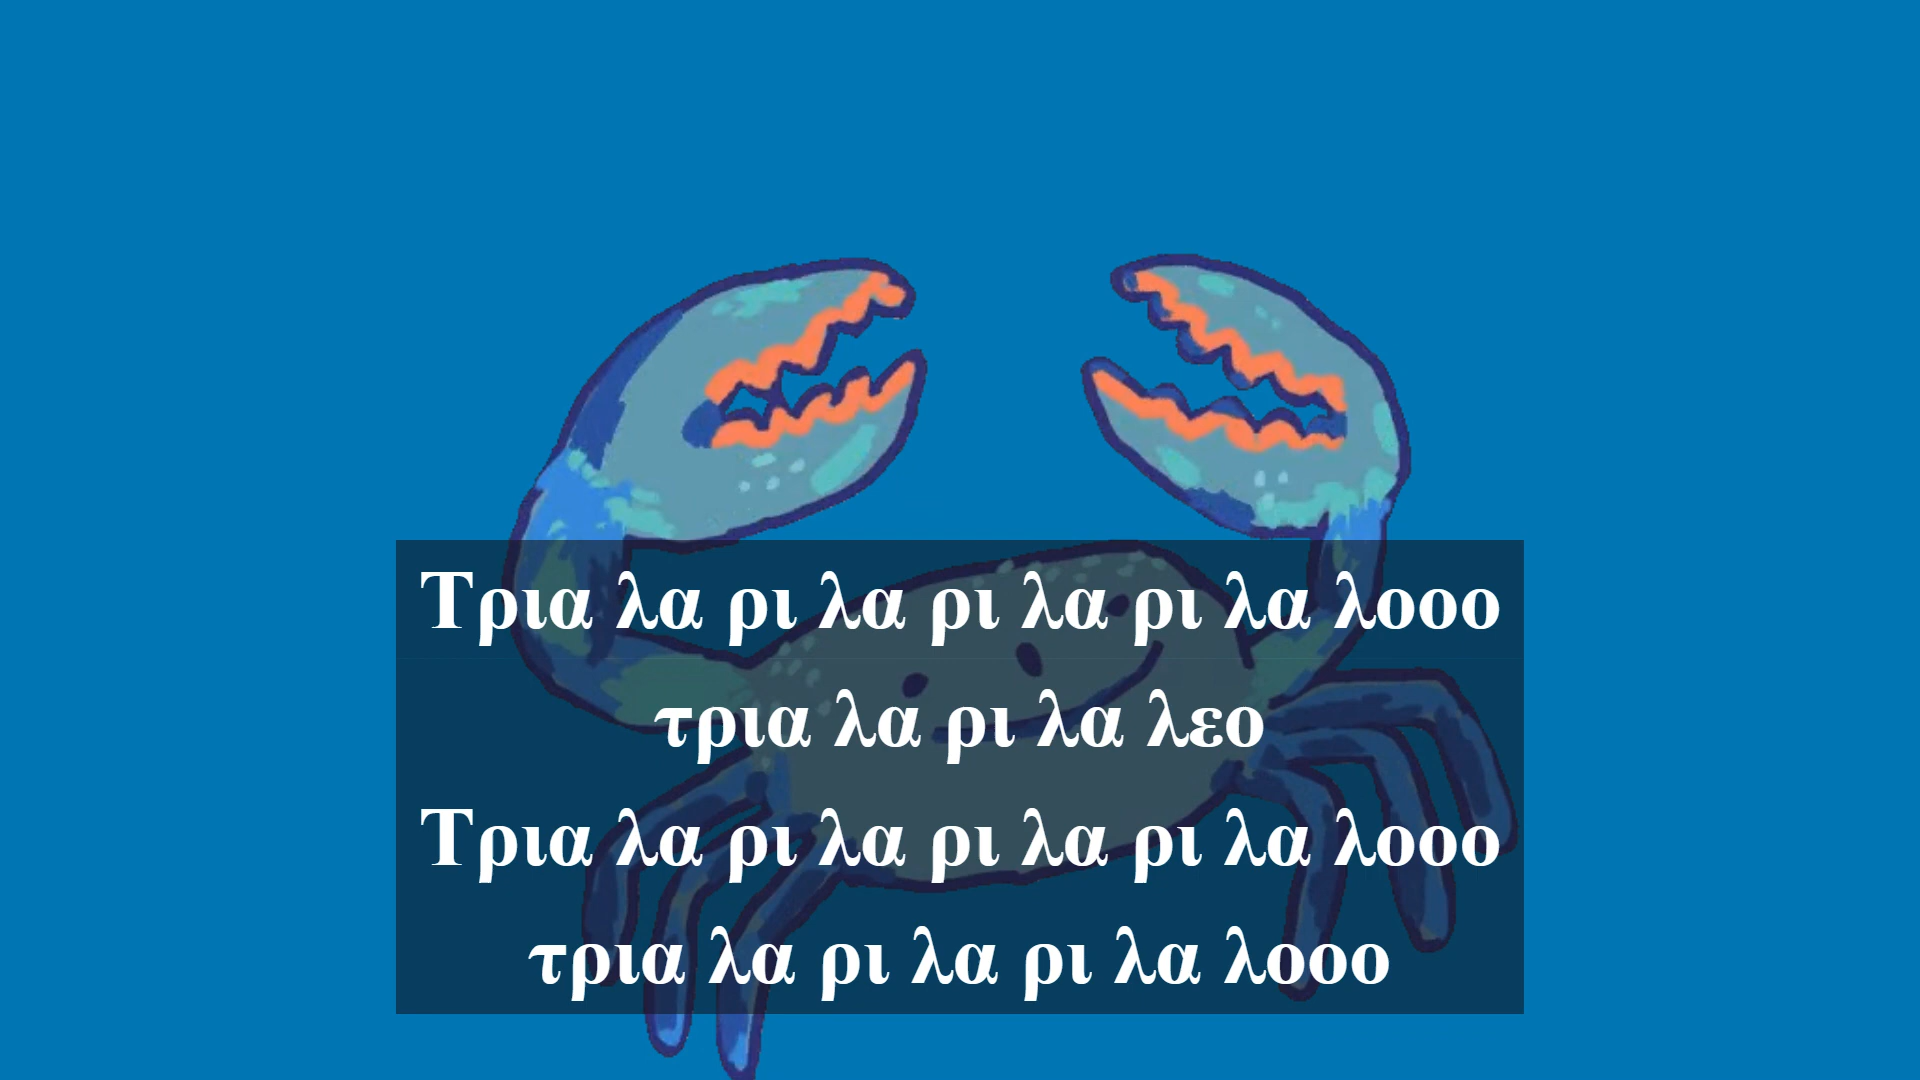 Τρια λα ρι λα ρι λα ρι λα λοοο
τρια λα ρι λα λεο
Τρια λα ρι λα ρι λα ρι λα λοοο
τρια λα ρι λα ρι λα λοοο